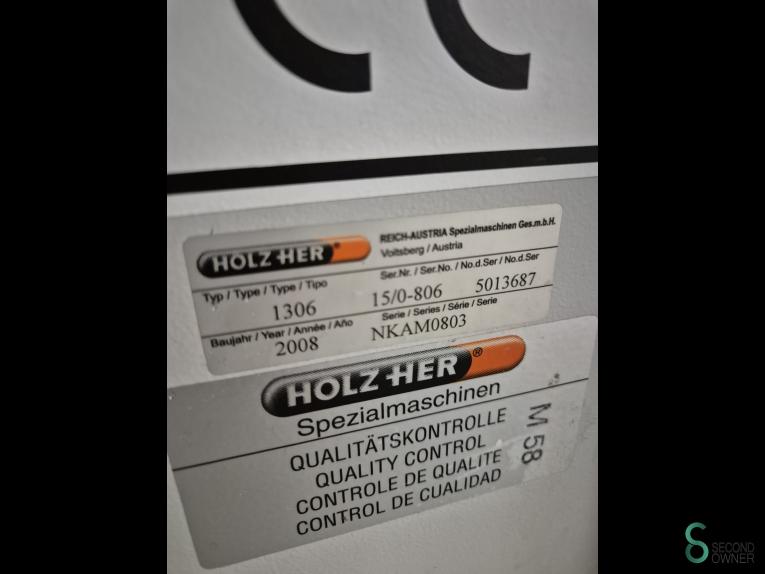 CE
HOLZ-HER®
REICH-AUSTRIA Spezialmaschinen Ges.m.b.H.
Voitsberg / Austria
Typ / Type / Type / Tipo
Ser.Nr. / Ser.No. / No.d.Ser / No.d.Ser
1306
15/0-806
5013687
Baujahr / Year / Année / Año
Serie / Series / Série / Serie
2008
NKAM0803
HOLZ-HER®
Spezialmaschinen
QUALITÄTSKONTROLLE
QUALITY CONTROL
CONTROLE DE QUALITE
CONTROL DE CUALIDAD
M 58
SECOND
OWNER